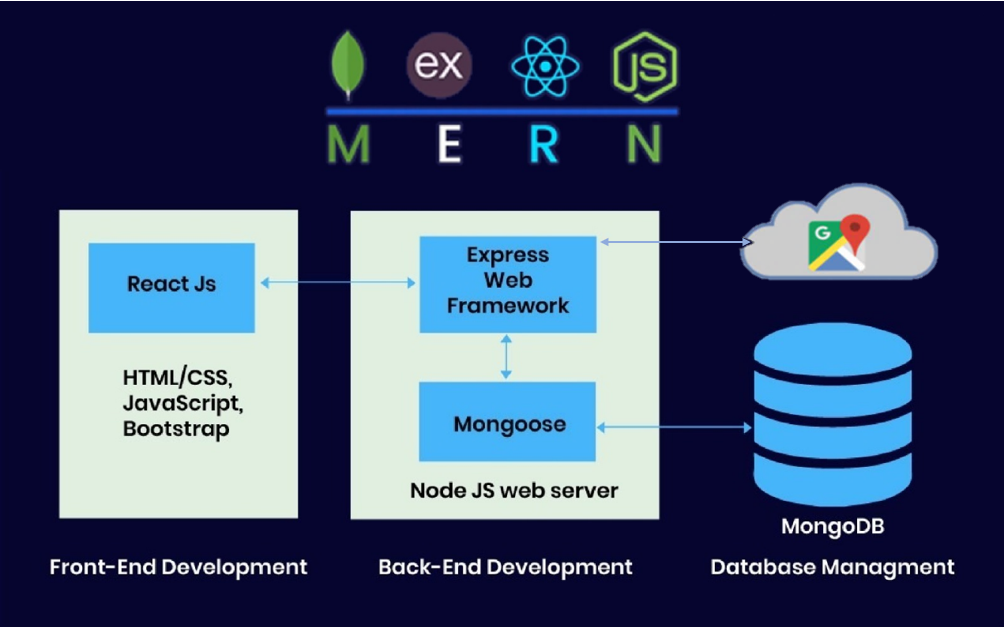 ex
JS
M E R N
React Js
HTML/CSS,
JavaScript,
Bootstrap
Express
Web
Framework
Mongoose
Node JS web server
G
MongoDB
Front-End Development
Back-End Development
Database Managment